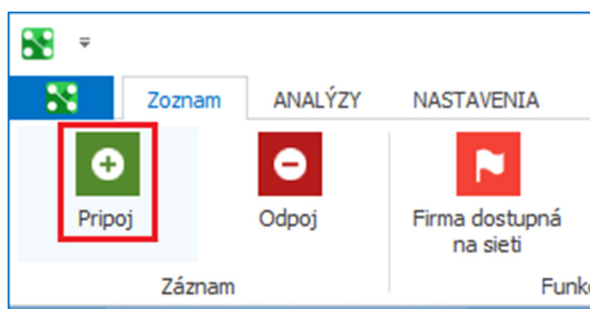 Zoznam ANALÝZY NASTAVENIA
Pripoj Odpoj Firma dostupná
na sieti
Záznam